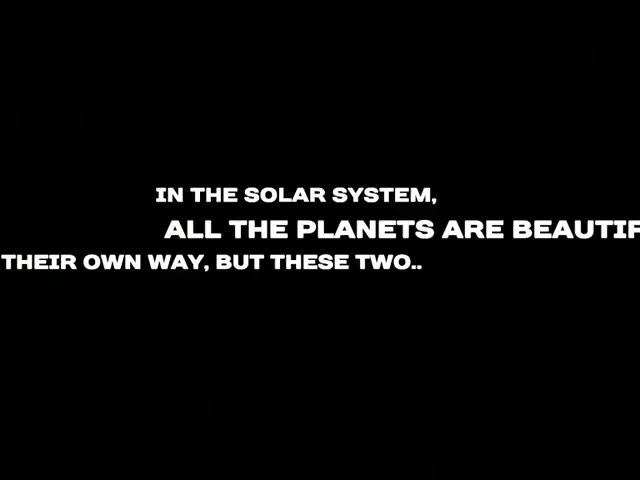 IN THE SOLAR SYSTEM,
ALL THE PLANETS ARE BEAUTIF
THEIR OWN WAY, BUT THESE TWO..